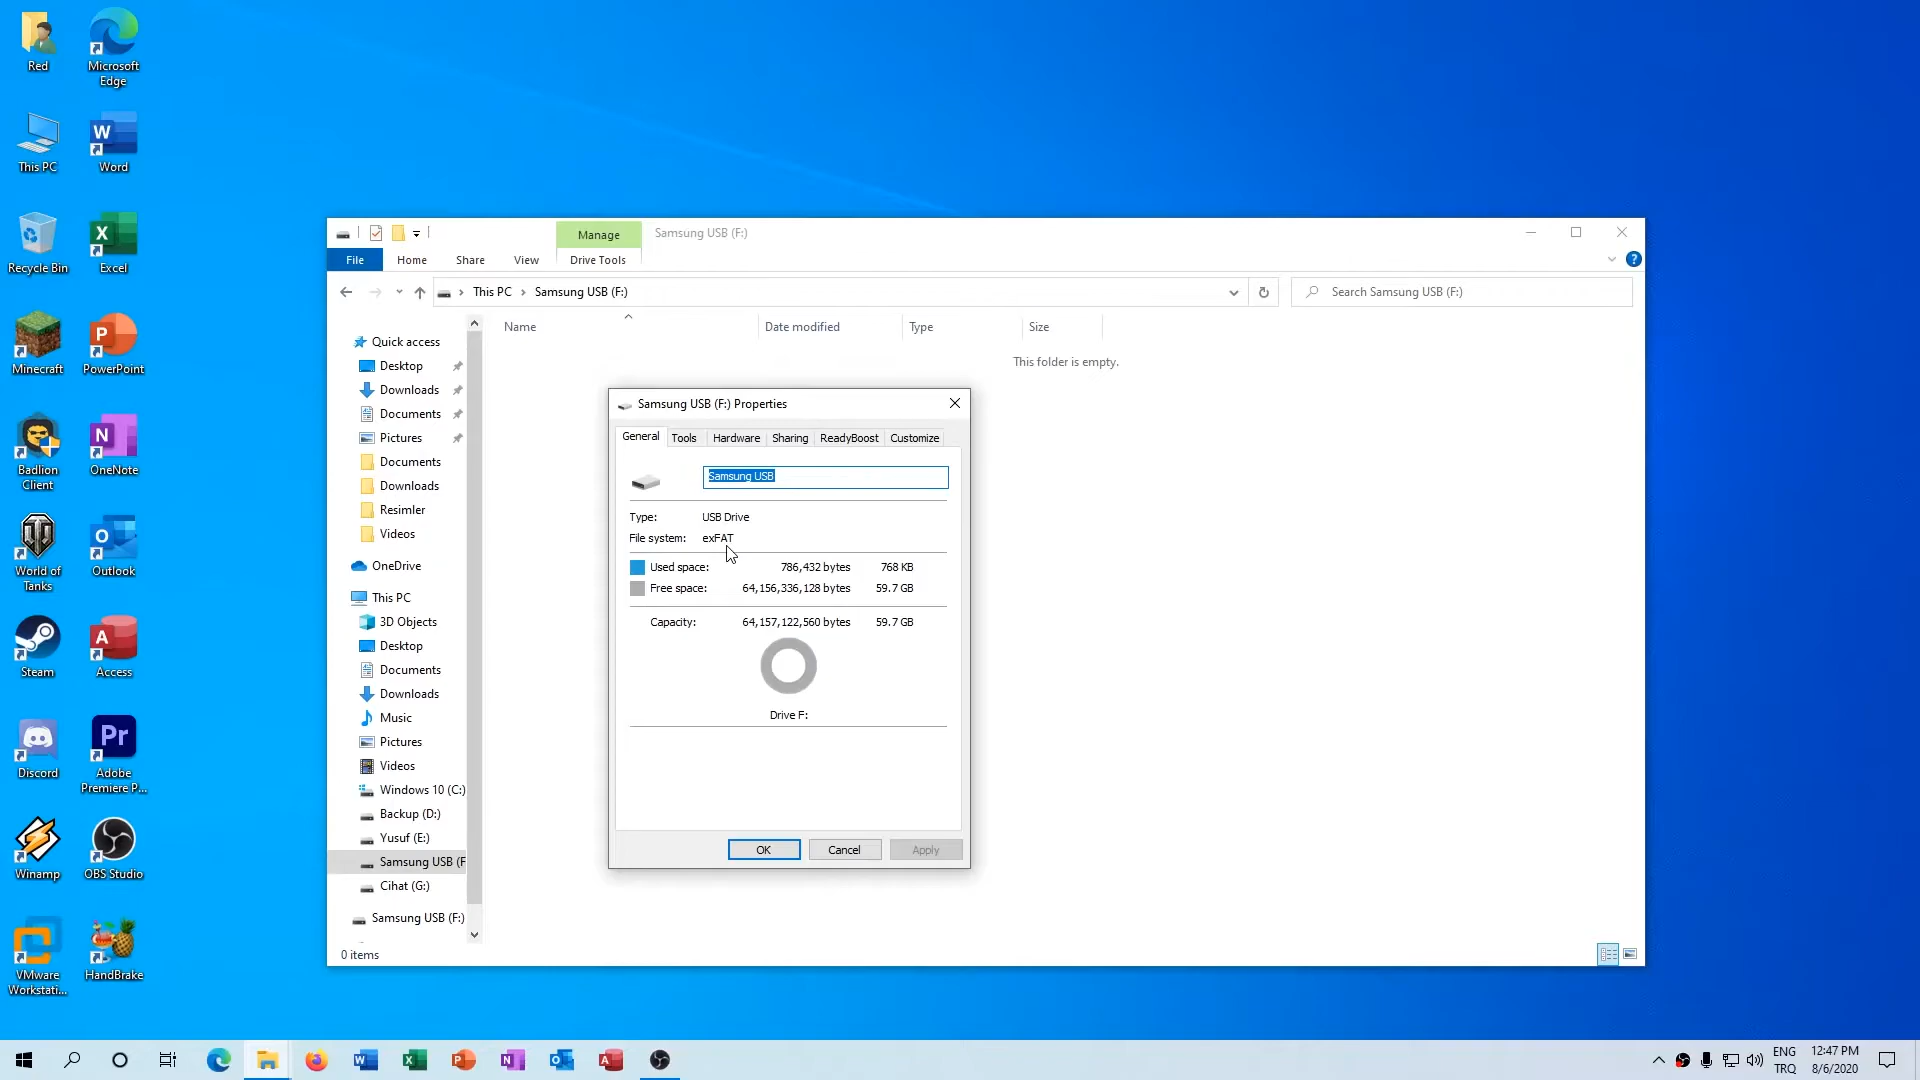 Red
Microsoft
Edge
This PC
Word
Recycle Bin
Excel
Minecraft
PowerPoint
Badlion
Client
OneNote
World of
Tanks
Outlook
Steam
Access
Discord
Adobe
Premiere P...
Winamp
OBS Studio
VMware
Workstati...
HandBrake
Manage
Samsung USB (F:)
File
Home
Share
View
Drive Tools
This PC
Samsung USB (F:)
Search Samsung USB (F:)
Name
Date modified
Type
Size
This folder is empty.
Quick access
Desktop
Downloads
Documents
Pictures
Documents
Downloads
Resimler
Videos
OneDrive
This PC
3D Objects
Desktop
Documents
Downloads
Music
Pictures
Videos
Windows 10 (C:)
Backup (D:)
Yusuf (E:)
Samsung USB (F
Cihat (G:)
Samsung USB (F:)
0 items
Samsung USB (F:) Properties
General
Tools
Hardware
Sharing
ReadyBoost
Customize
Samsung USB
Type: USB Drive
File system: exFAT
Used space: 786,432 bytes 768 KB
Free space: 64,156,336,128 bytes 59.7 GB
Capacity: 64,157,122,560 bytes 59.7 GB
Drive F:
OK
Cancel
Apply
ENG
TRQ
12:47 PM
8/6/2020